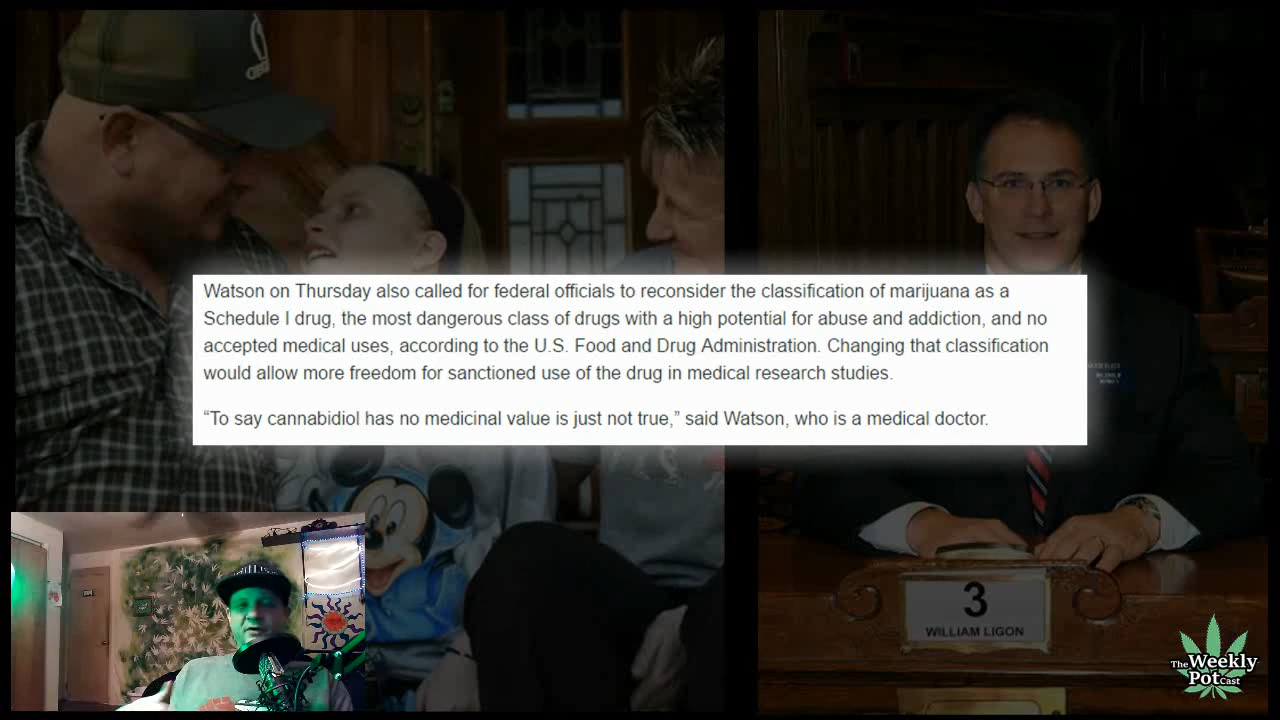 Watson on Thursday also called for federal officials to reconsider the classification of marijuana as a
Schedule I drug, the most dangerous class of drugs with a high potential for abuse and addiction, and no
accepted medical uses, according to the U.S. Food and Drug Administration. Changing that classification
would allow more freedom for sanctioned use of the drug in medical research studies.
“To say cannabidiol has no medicinal value is just not true,” said Watson, who is a medical doctor.
3
WILLIAM LIGON
The Weekly
PotCast